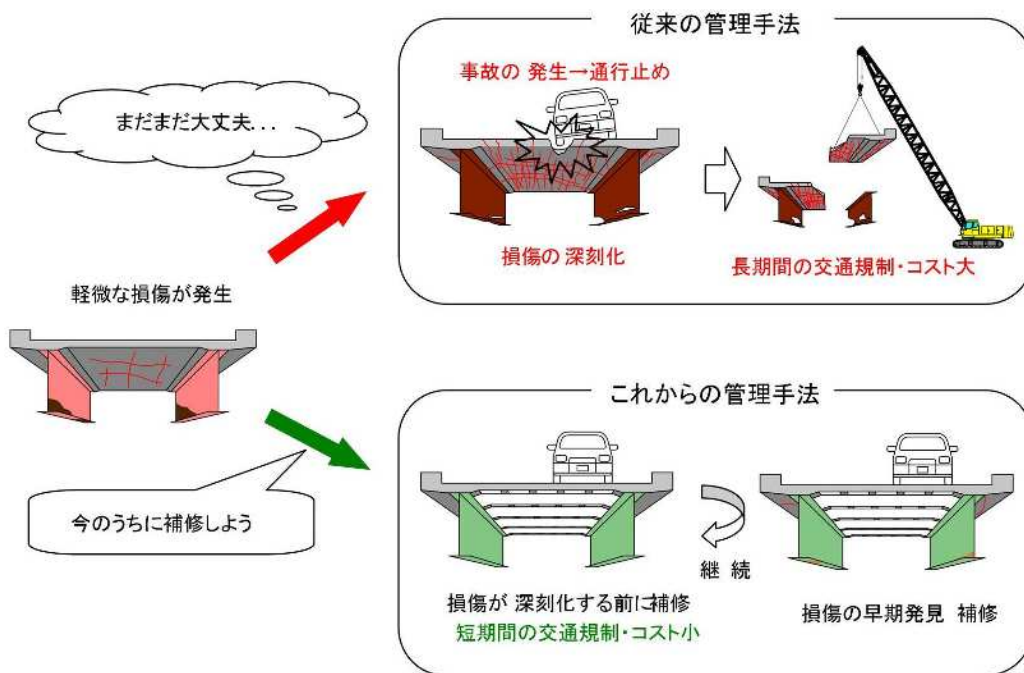 従来の管理手法
事故の 発生→通行止め
まだまだ大丈夫...
損傷の 深刻化
長期間の交通規制・コスト大
軽微な損傷が発生
これからの管理手法
今のうちに補修しよう
継 続
損傷が 深刻化する前に補修
短期間の交通規制・コスト小
損傷の早期発見 補修